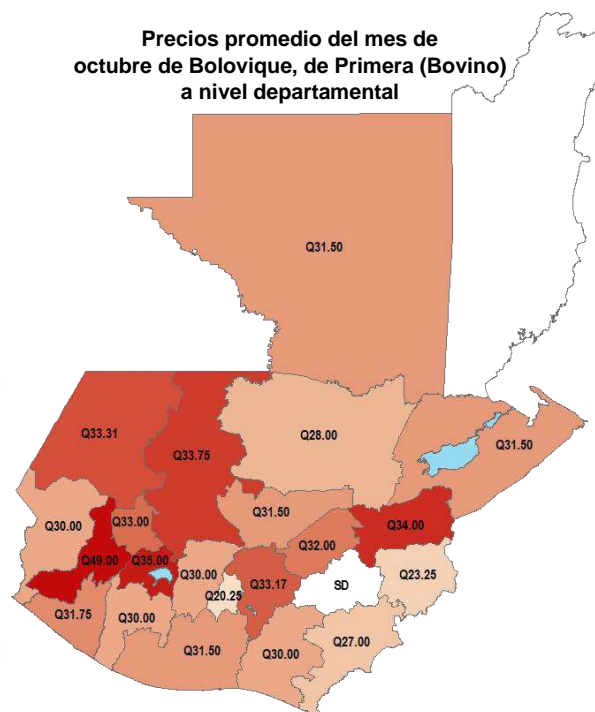 Precios promedio del mes de
octubre de Bolovique, de Primera (Bovino)
a nivel departamental
Q31.50
Q33.31
Q33.75
Q28.00
Q31.50
Q30.00
Q33.00
Q31.50
Q34.00
Q32.00
Q49.00
Q35.00
Q30.00
Q33.17
SD
Q23.25
Q20.25
Q31.75
Q30.00
Q31.50
Q30.00
Q27.00